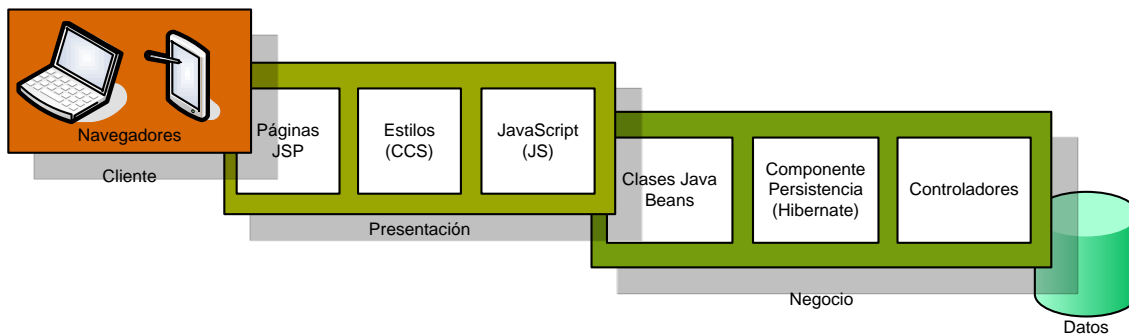 Navegadores
Cliente
Páginas
JSP
Estilos
(CCS)
JavaScript
(JS)
Presentación
Clases Java
Beans
Componente
Persistencia
(Hibernate)
Controladores
Negocio
Datos